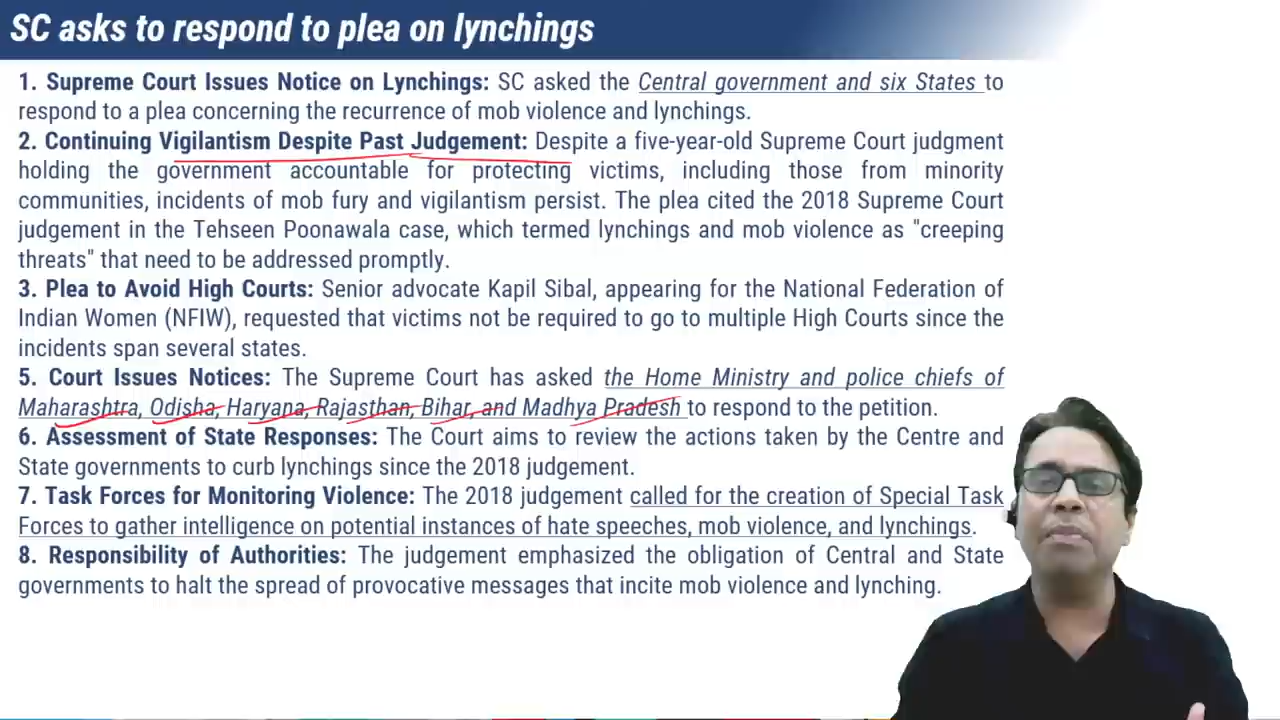 SC asks to respond to plea on lynchings
1. Supreme Court Issues Notice on Lynchings: SC asked the Central government and six States to
respond to a plea concerning the recurrence of mob violence and lynchings.
2. Continuing Vigilantism Despite Past Judgement: Despite a five-year-old Supreme Court judgment
holding the government accountable for protecting victims, including those from minority
communities, incidents of mob fury and vigilantism persist. The plea cited the 2018 Supreme Court
judgement in the Tehseen Poonawala case, which termed lynchings and mob violence as "creeping
threats" that need to be addressed promptly.
3. Plea to Avoid High Courts: Senior advocate Kapil Sibal, appearing for the National Federation of
Indian Women (NFIW), requested that victims not be required to go to multiple High Courts since the
incidents span several states.
5. Court Issues Notices: The Supreme Court has asked the Home Ministry and police chiefs of
Maharashtra, Odisha, Haryana, Rajasthan, Bihar, and Madhya Pradesh to respond to the petition.
6. Assessment of State Responses: The Court aims to review the actions taken by the Centre and
State governments to curb lynchings since the 2018 judgement.
7. Task Forces for Monitoring Violence: The 2018 judgement called for the creation of Special Task
Forces to gather intelligence on potential instances of hate speeches, mob violence, and lynchings.
8. Responsibility of Authorities: The judgement emphasized the obligation of Central and State
governments to halt the spread of provocative messages that incite mob violence and lynching.